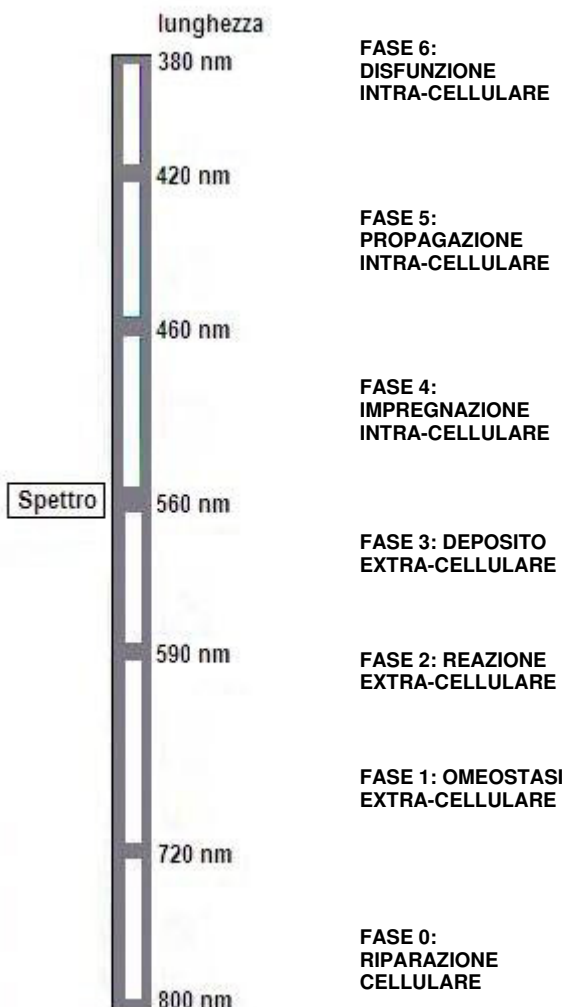 lunghezza
380 nm
420 nm
460 nm
Spettro
560 nm
590 nm
720 nm
800 nm
FASE 6:
DISFUNZIONE
INTRA-CELLULARE
FASE 5:
PROPAGAZIONE
INTRA-CELLULARE
FASE 4:
IMPREGNAZIONE
INTRA-CELLULARE
FASE 3: DEPOSITO
EXTRA-CELLULARE
FASE 2: REAZIONE
EXTRA-CELLULARE
FASE 1: OMEOSTASI
EXTRA-CELLULARE
FASE 0:
RIPARAZIONE
CELLULARE